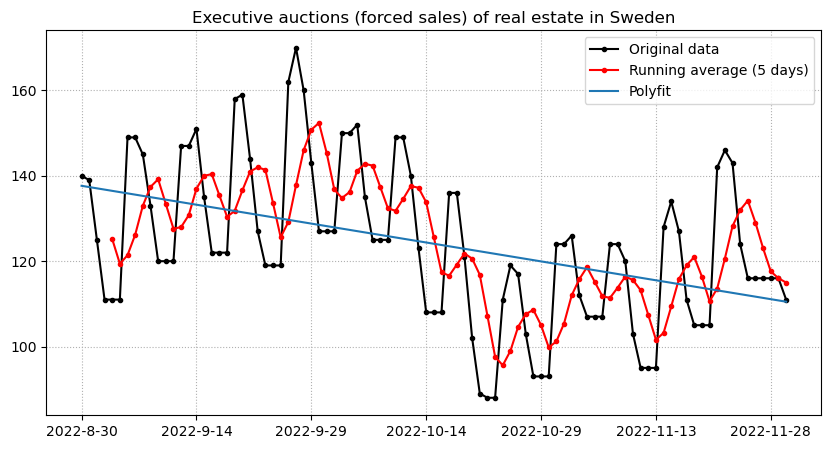 Executive auctions (forced sales) of real estate in Sweden
Original data
Running average (5 days)
Polyfit
160
140
120
100
2022-8-30
2022-9-14
2022-9-29
2022-10-14
2022-10-29
2022-11-13
2022-11-28